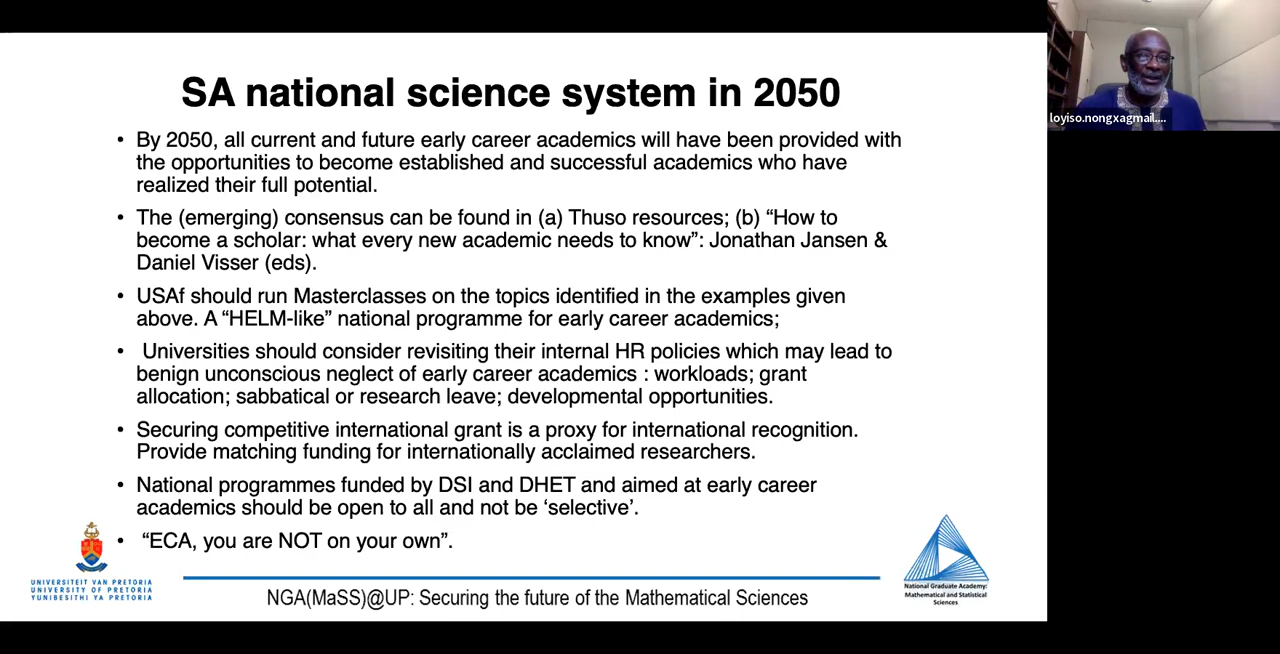 SA national science system in 2050
• By 2050, all current and future early career academics will have been provided with
the opportunities to become established and successful academics who have
realized their full potential.
• The (emerging) consensus can be found in (a) Thuso resources; (b) “How to
become a scholar: what every new academic needs to know”: Jonathan Jansen &
Daniel Visser (eds).
• USAf should run Masterclasses on the topics identified in the examples given
above. A “HELM-like” national programme for early career academics;
• Universities should consider revisiting their internal HR policies which may lead to
benign unconscious neglect of early career academics : workloads; grant
allocation; sabbatical or research leave; developmental opportunities.
• Securing competitive international grant is a proxy for international recognition.
Provide matching funding for internationally acclaimed researchers.
• National programmes funded by DSI and DHET and aimed at early career
academics should be open to all and not be ‘selective’.
• “ECA, you are NOT on your own”.
UNIVERSITEIT VAN PRETORIA
UNIVERSITY OF PRETORIA
YUNIBESITHI YA PRETORIA
NGA(MaSS)@UP: Securing the future of the Mathematical Sciences
National Graduate Academy:
Mathematical and Statistical
Sciences
loyiso.nongxagmail....